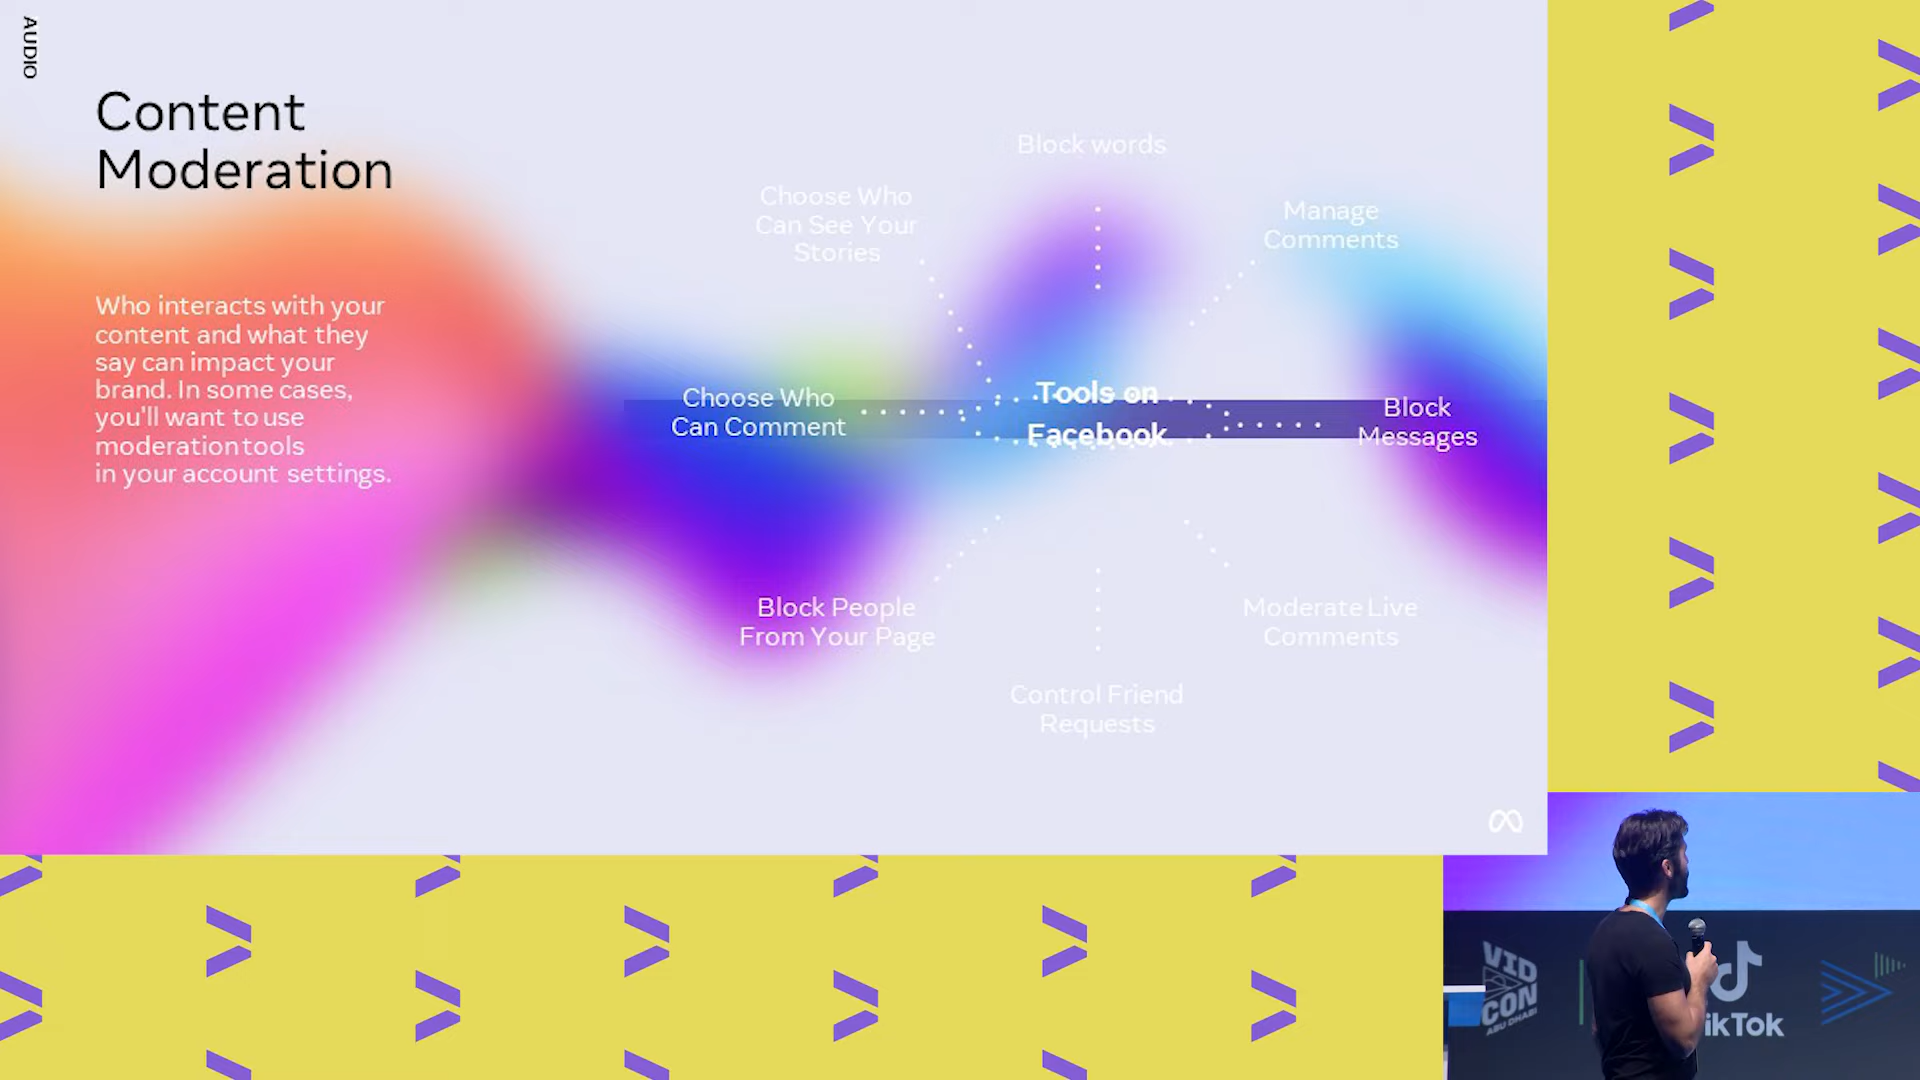 AUDIO
Content
Moderation
Who interacts with your
content and what they
say can impact your
brand. In some cases,
you'll want to use
moderation tools
in your account settings.
Block words
Choose Who
Can See Your
Stories
Manage
Comments
Choose Who
Can Comment
Tools on
Facebook
Block
Messages
Block People
From Your Page
Moderate Live
Comments
Control Friend
Requests
VID
CON
ABU DHABI
ikTok